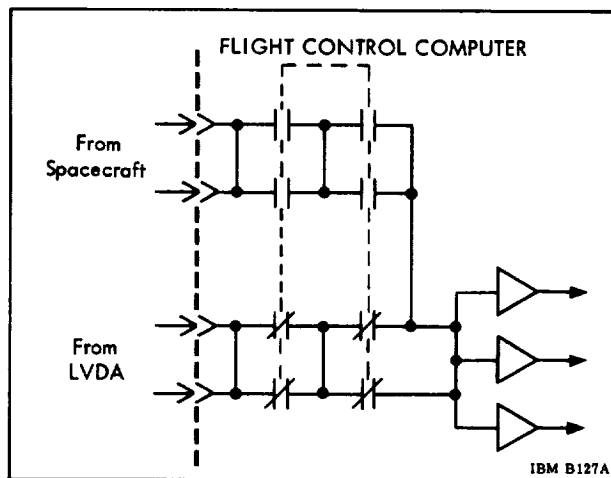 FLIGHT CONTROL COMPUTER
From
Spacecraft
From
LVDA
IBM B127A